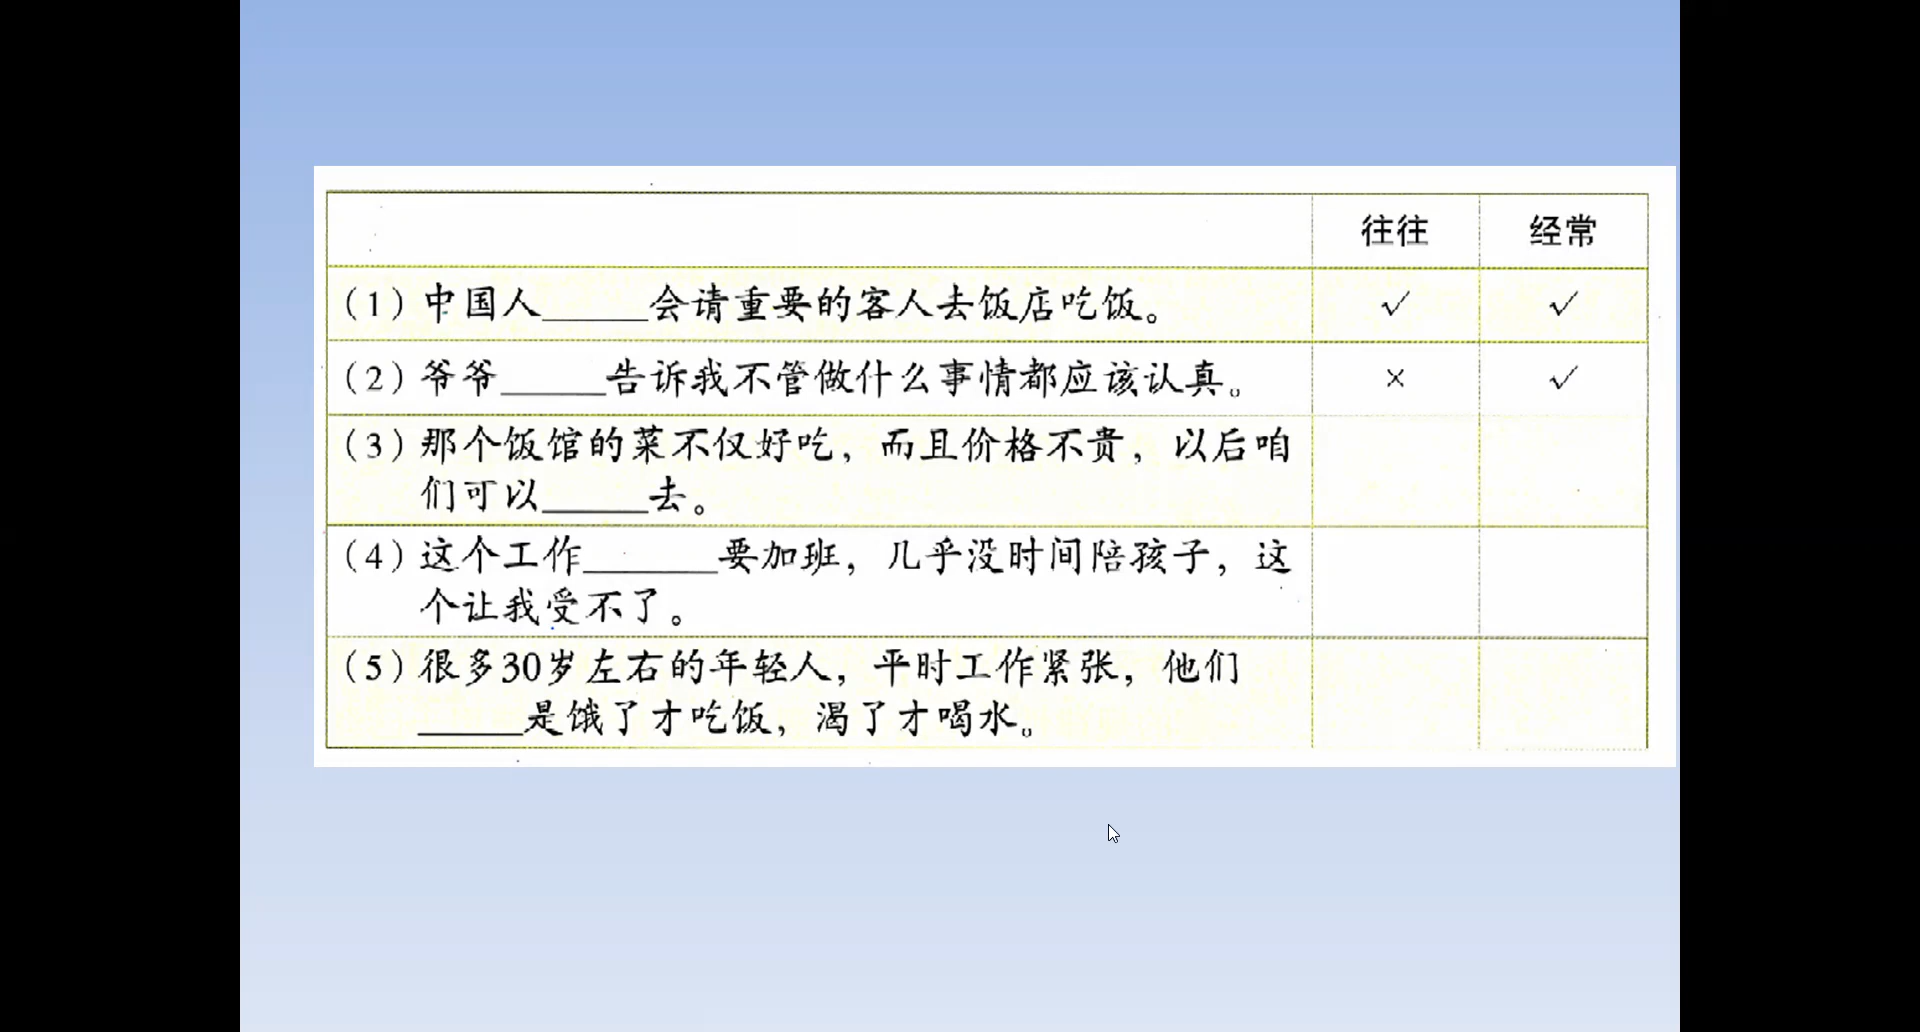 往往 经常
（1）中国人_____会请重要的客人去饭店吃饭。 √ √
（2）爷爷_____告诉我不管做什么事情都应该认真。 × √
（3）那个饭馆的菜不仅好吃，而且价格不贵，以后咱
们可以_____去。
（4）这个工作______要加班，几乎没时间陪孩子，这
个让我受不了。
（5）很多30岁左右的年轻人，平时工作紧张，他们
_____是饿了才吃饭，渴了才喝水。